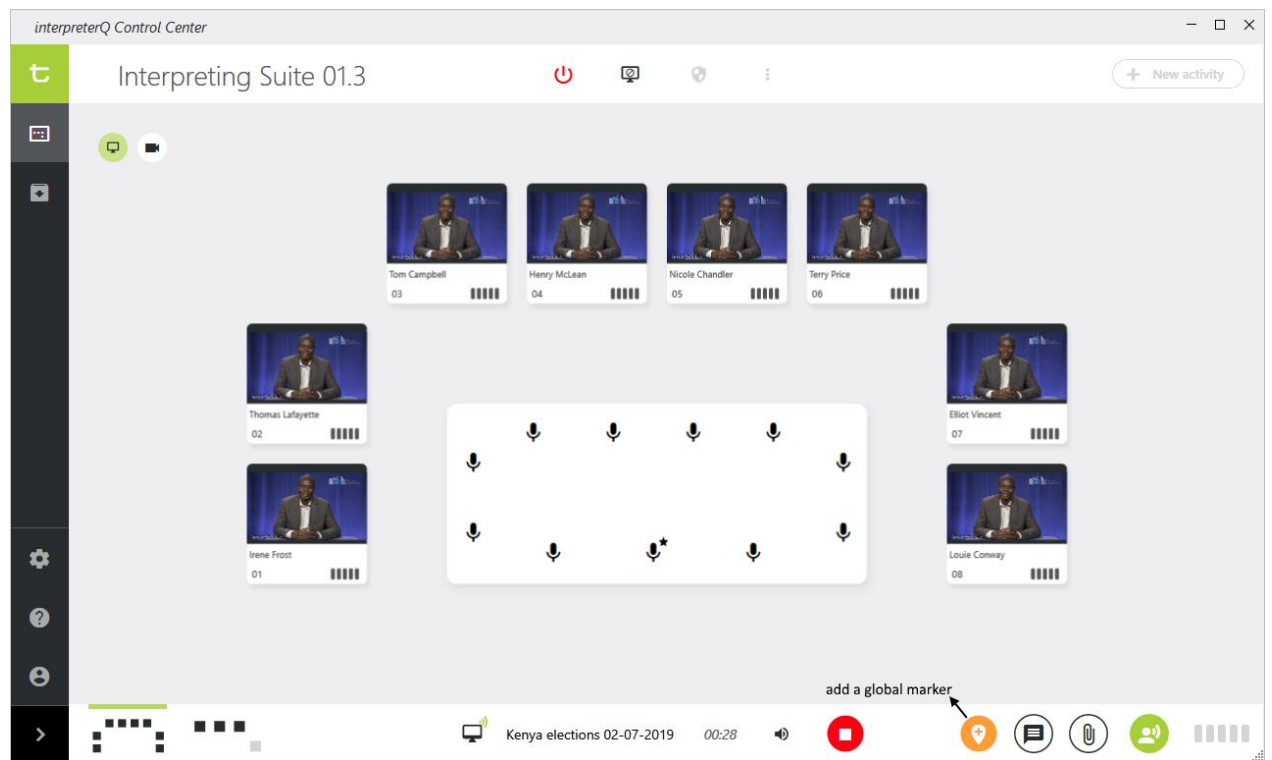 interpreterQ Control Center
Interpreting Suite 01.3
New activity
Tom Campbell
03
Henry McLean
04
Nicole Chandler
05
Terry Price
06
Thomas Lafayette
02
Elliot Vincent
07
Irene Frost
01
Louie Conway
08
add a global marker
Kenya elections 02-07-2019 00:28